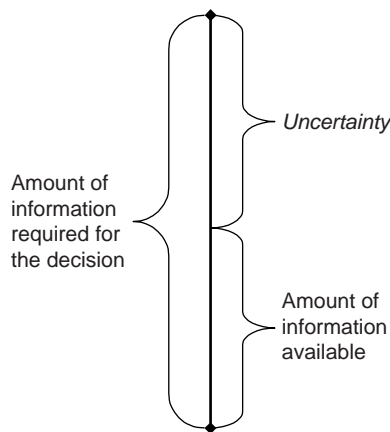 Uncertainty
Amount of
information
required for
the decision
Amount of
information
available